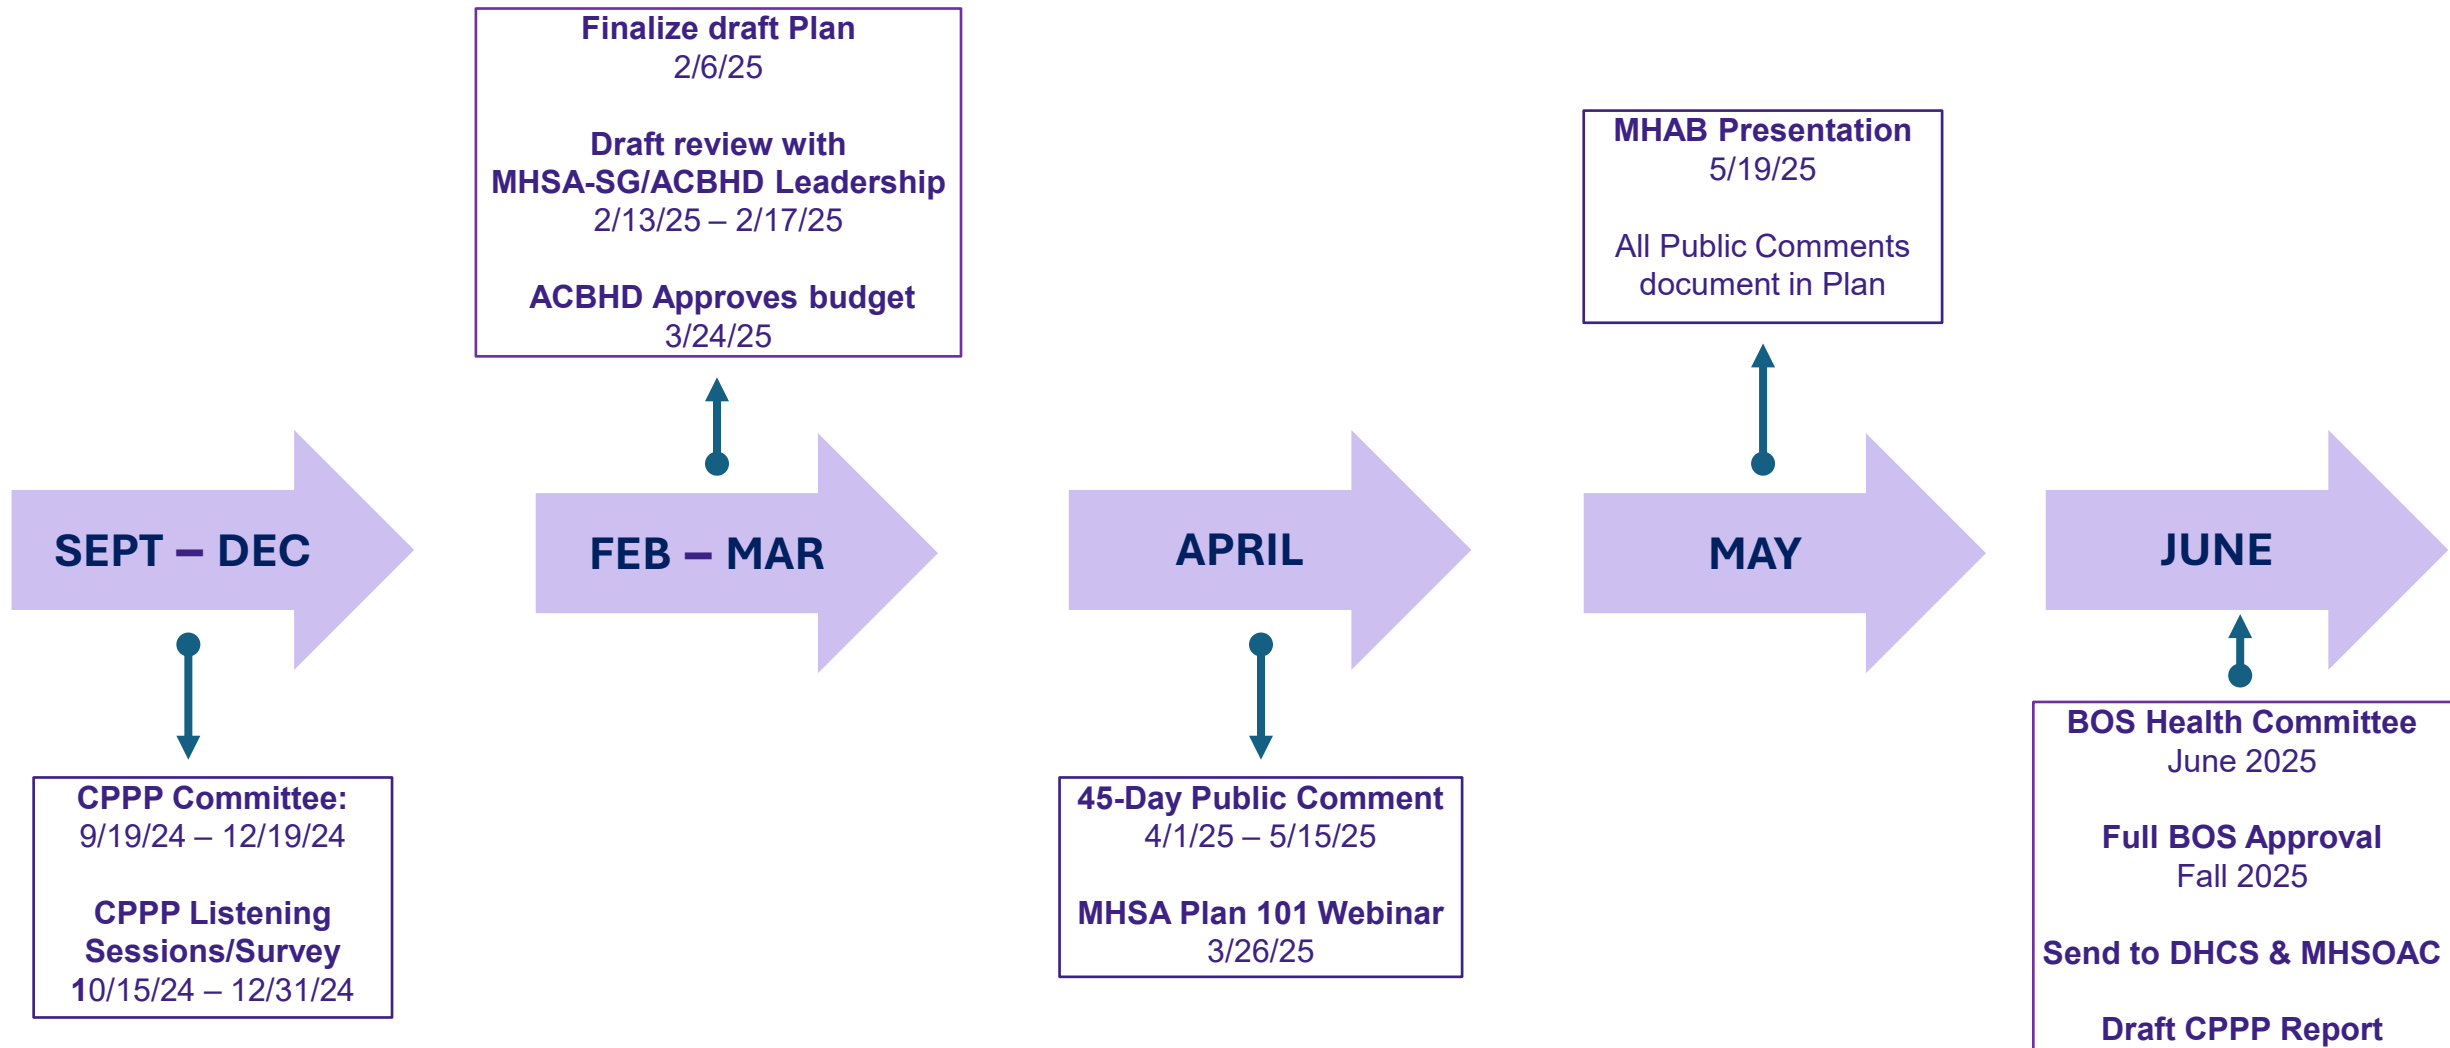 Finalize draft Plan
2/6/25
Draft review with
MHSA-SG/ACBHD Leadership
2/13/25 – 2/17/25
ACBHD Approves budget
3/24/25
MHAB Presentation
5/19/25
All Public Comments
document in Plan
SEPT – DEC
FEB – MAR
APRIL
MAY
JUNE
CPPP Committee:
9/19/24 – 12/19/24
CPPP Listening
Sessions/Survey
10/15/24 – 12/31/24
45-Day Public Comment
4/1/25 – 5/15/25
MHSA Plan 101 Webinar
3/26/25
BOS Health Committee
June 2025
Full BOS Approval
Fall 2025
Send to DHCS & MHSOAC
Draft CPPP Report